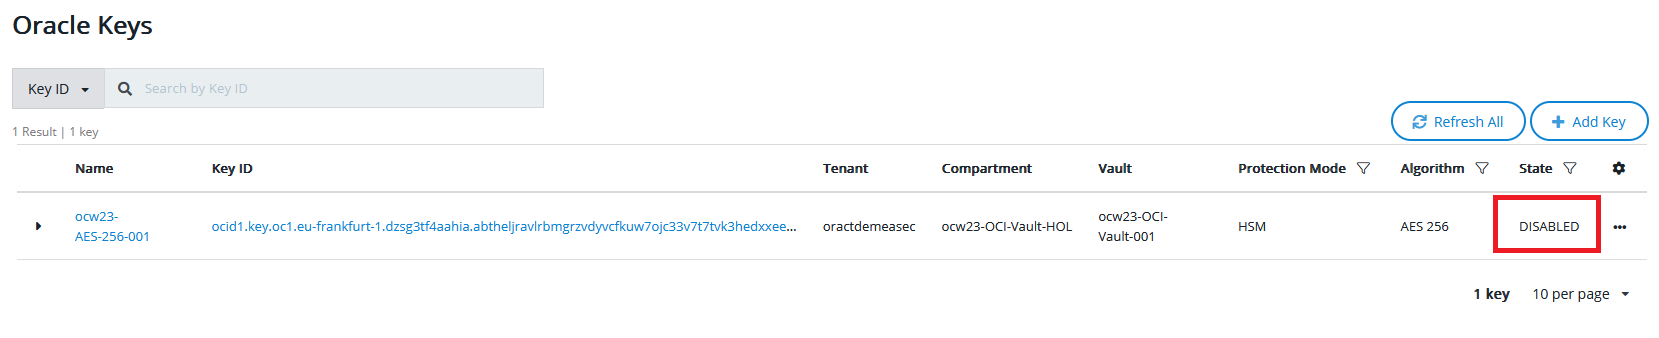 Oracle Keys
Key ID
Search by Key ID
1 Result | 1 key
Refresh All
Add Key
Name Key ID Tenant Compartment Vault Protection Mode Algorithm State
ocw23-
AES-256-001
ocid1.key.oc1.eu-frankfurt-1.dzsg3tf4aahia.abtheljravlrbmgrzvdyvcfkuw7ojc33v7t7tvk3hedxxee...
oractdemeasec
ocw23-OCI-Vault-HOL
ocw23-OCI-
Vault-001
HSM
AES 256
DISABLED
1 key 10 per page